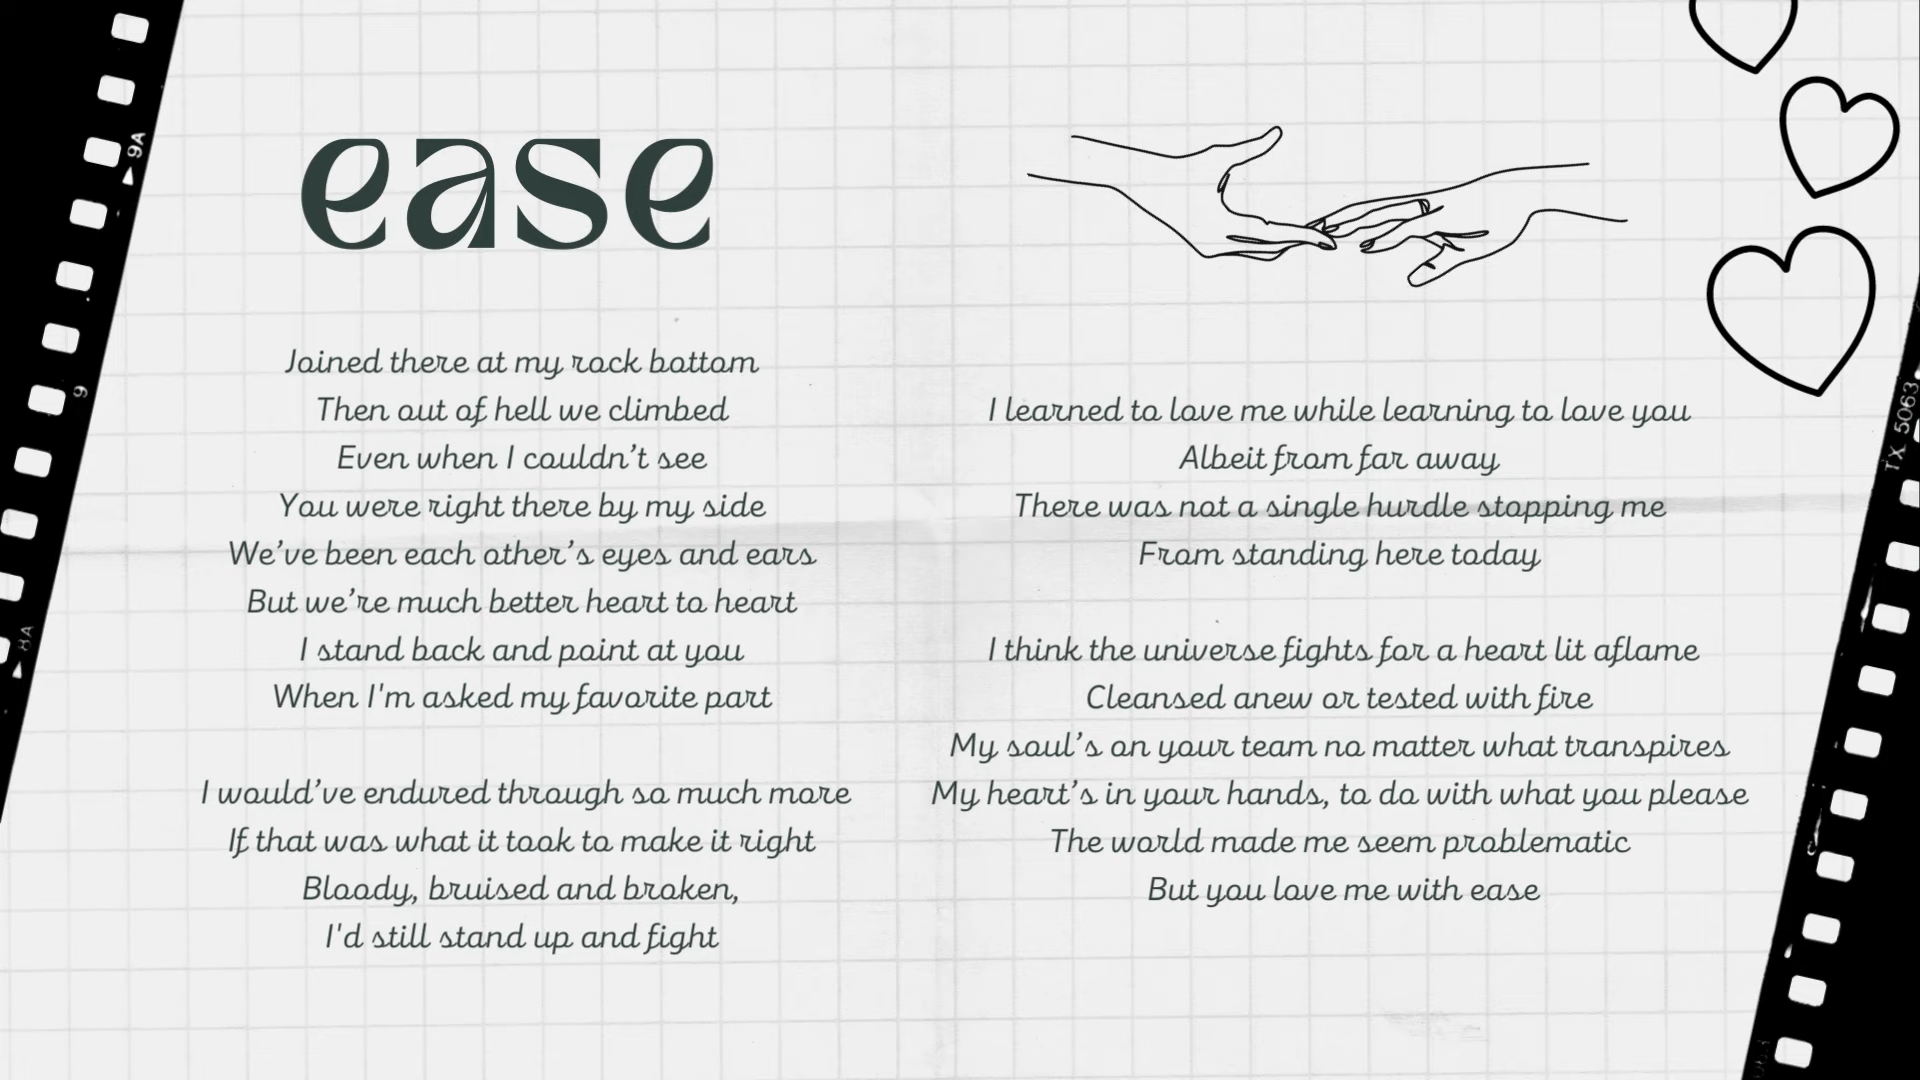 ease
Joined there at my rock bottom
Then out of hell we climbed
Even when I couldn’t see
You were right there by my side
We’ve been each other’s eyes and ears
But we’re much better heart to heart
I stand back and point at you
When I'm asked my favorite part
I would’ve endured through so much more
If that was what it took to make it right
Bloody, bruised and broken,
I'd still stand up and fight
I learned to love me while learning to love you
Albeit from far away
There was not a single hurdle stopping me
From standing here today
I think the universe fights for a heart lit aflame
Cleansed anew or tested with fire
My soul’s on your team no matter what transpires
My heart’s in your hands, to do with what you please
The world made me seem problematic
But you love me with ease
9A
9
8A
TX 5063